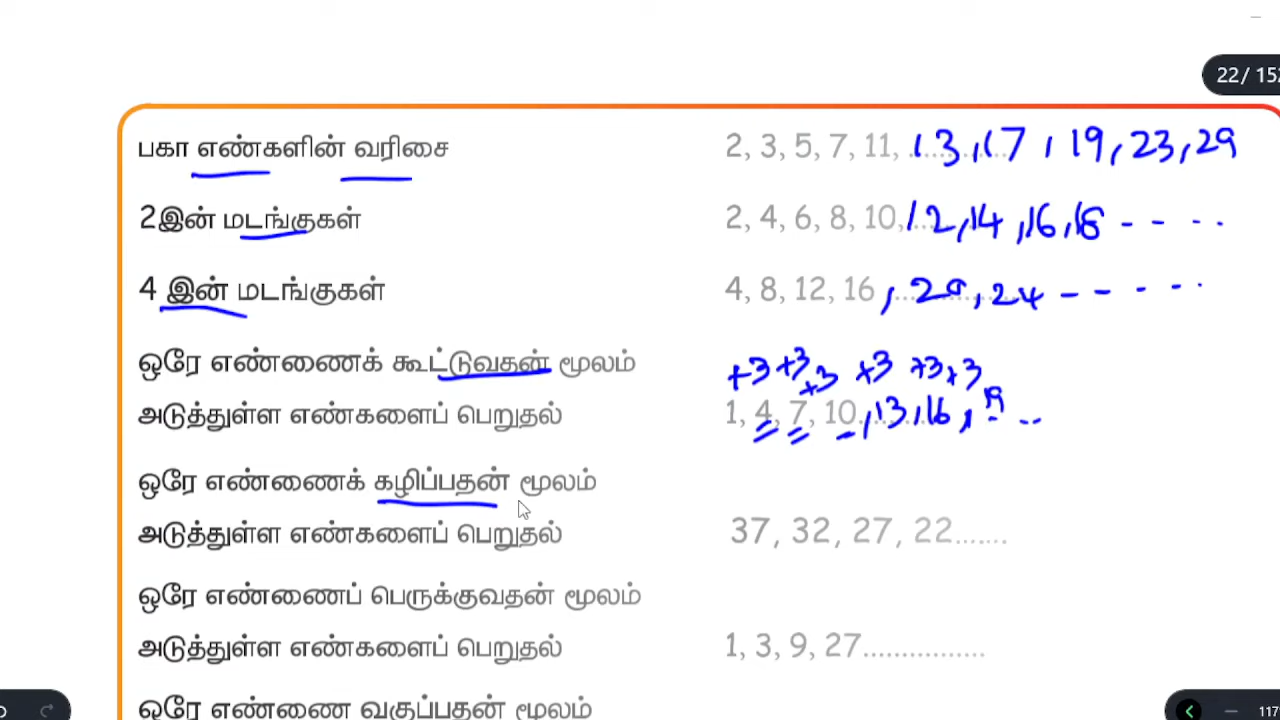 22/ 152
பகா எண்களின் வரிசை 2, 3, 5, 7, 11, 13, 17, 19, 23, 29
2இன் மடங்குகள் 2, 4, 6, 8, 10, 12, 14, 16, 18 - - - -
4 இன் மடங்குகள் 4, 8, 12, 16 ,........ 20, 24 - - - - -
ஒரே எண்ணைக் கூட்டுவதன் மூலம் +3 +3 +3 +3 +3 +3
அடுத்துள்ள எண்களைப் பெறுதல் 1, 4, 7, 10, 13, 16, 19 ..
ஒரே எண்ணைக் கழிப்பதன் மூலம்
அடுத்துள்ள எண்களைப் பெறுதல் 37, 32, 27, 22.......
ஒரே எண்ணைப் பெருக்குவதன் மூலம்
அடுத்துள்ள எண்களைப் பெறுதல் 1, 3, 9, 27................
ஒரே எண்ணை வகுப்பதன் மூலம்
117